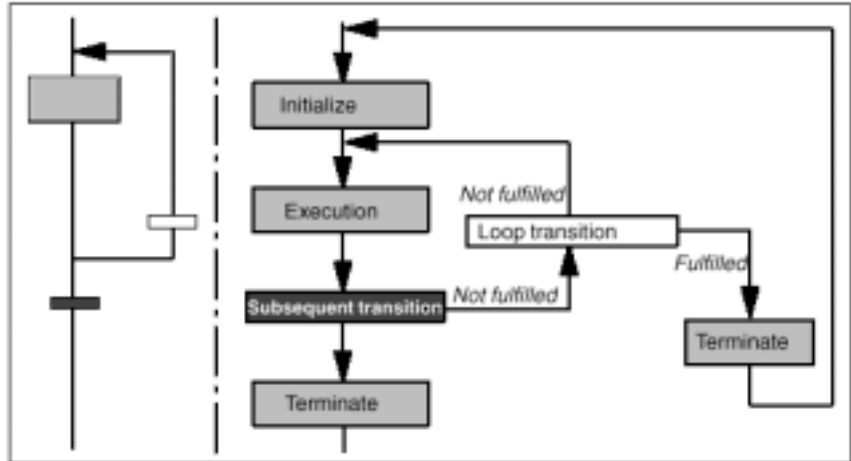 Initialize
Not fulfilled
Execution
Loop transition
Fulfilled
Subsequent transition
Not fulfilled
Terminate
Terminate